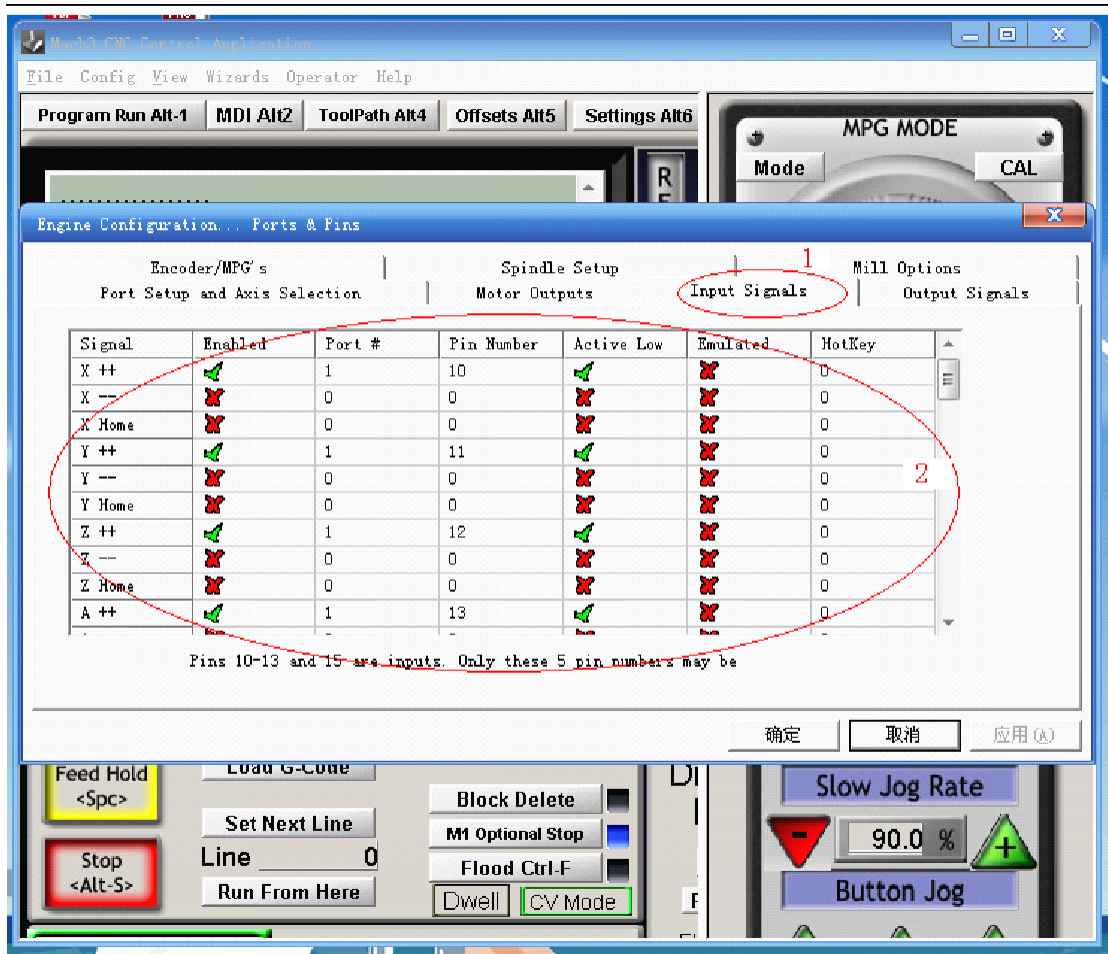 Mach3 CNC Control Application
File Config View Wizards Operator Help
Program Run Alt-1 MDI Alt2 ToolPath Alt4 Offsets Alt5 Settings Alt6
MPG MODE
Mode CAL
R
Engine Configuration... Ports & Pins
1
Encoder/MPG's Spindle Setup Mill Options
Port Setup and Axis Selection Motor Outputs Input Signals Output Signals
Signal Enabled Port # Pin Number Active Low Emulated HotKey
X ++ 1 10 0
X -- 0 0 0
X Home 0 0 0
Y ++ 1 11 0
Y -- 0 0 0
2
Y Home 0 0 0
Z ++ 1 12 0
Z -- 0 0 0
Z Home 0 0 0
A ++ 1 13 0
Pins 10-13 and 15 are inputs. Only these 5 pin numbers may be
确定 取消 应用(A)
Feed Hold
<Spc>
Load G-Code
Set Next Line
Line 0
Run From Here
Stop
<Alt-S>
Block Delete
M1 Optional Stop
Flood Ctrl-F
Dwell CV Mode
Slow Jog Rate
- 90.0 % +
Button Jog